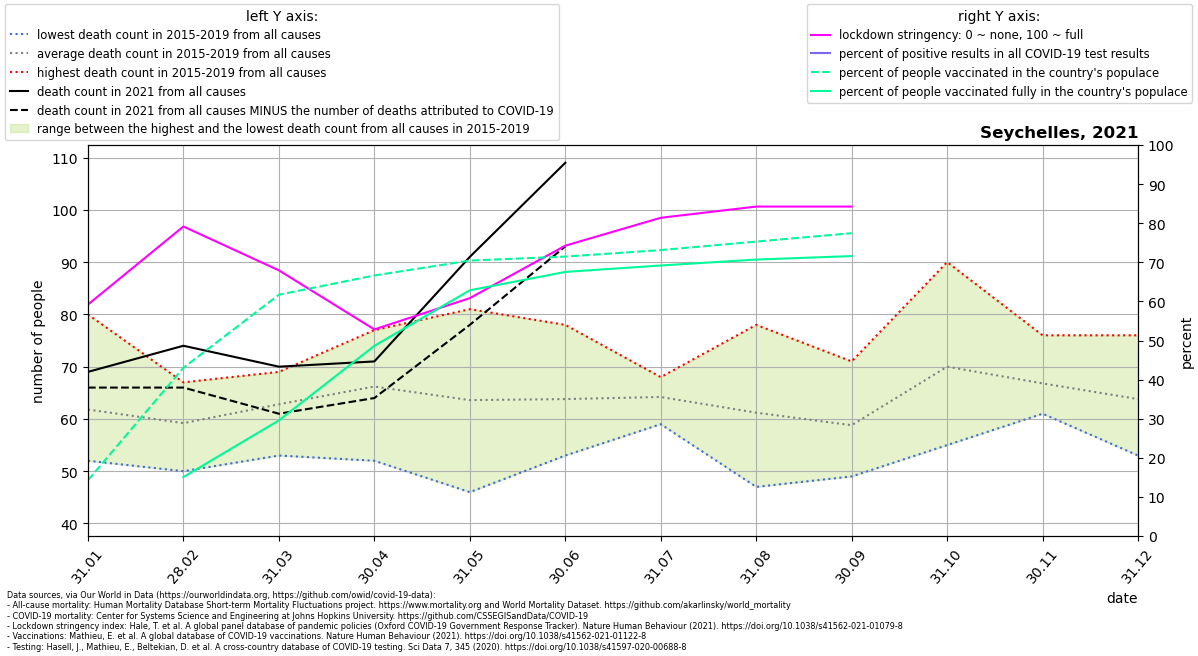 left Y axis:
lowest death count in 2015-2019 from all causes
average death count in 2015-2019 from all causes
highest death count in 2015-2019 from all causes
death count in 2021 from all causes
death count in 2021 from all causes MINUS the number of deaths attributed to COVID-19
range between the highest and the lowest death count from all causes in 2015-2019
right Y axis:
lockdown stringency: 0 ~ none, 100 ~ full
percent of positive results in all COVID-19 test results
percent of people vaccinated in the country's populace
percent of people vaccinated fully in the country's populace
Seychelles, 2021
110
100
90
80
70
60
50
40
number of people
100
90
80
70
60
50
40
30
20
10
0
percent
31.01
28.02
31.03
30.04
31.05
30.06
31.07
31.08
30.09
31.10
30.11
31.12
date
Data sources, via Our World in Data (https://ourworldindata.org, https://github.com/owid/covid-19-data):
- All-cause mortality: Human Mortality Database Short-term Mortality Fluctuations project. https://www.mortality.org and World Mortality Dataset. https://github.com/akarlinsky/world_mortality
- COVID-19 mortality: Center for Systems Science and Engineering at Johns Hopkins University. https://github.com/CSSEGISandData/COVID-19
- Lockdown stringency index: Hale, T. et al. A global panel database of pandemic policies (Oxford COVID-19 Government Response Tracker). Nature Human Behaviour (2021). https://doi.org/10.1038/s41562-021-01079-8
- Vaccinations: Mathieu, E. et al. A global database of COVID-19 vaccinations. Nature Human Behaviour (2021). https://doi.org/10.1038/s41562-021-01122-8
- Testing: Hasell, J., Mathieu, E., Beltekian, D. et al. A cross-country database of COVID-19 testing. Sci Data 7, 345 (2020). https://doi.org/10.1038/s41597-020-00688-8